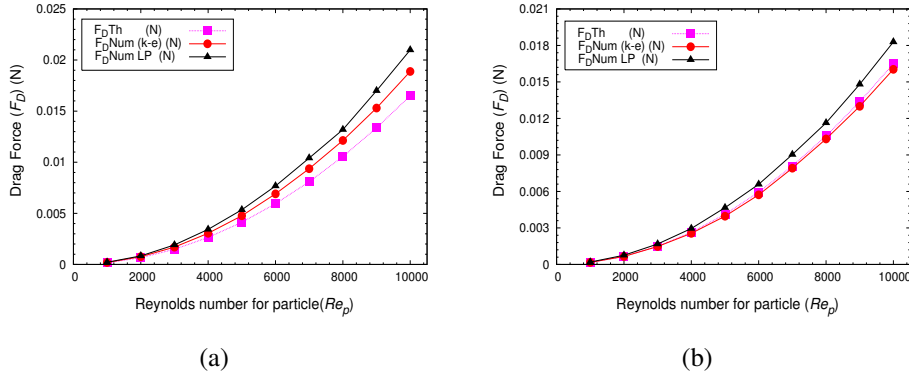 0.025
0.02
0.015
0.01
0.005
0
0 2000 4000 6000 8000 10000
Drag Force (F_D) (N)
Reynolds number for particle(Re_p)
F_DTh (N)
F_DNum (k-e) (N)
F_DNum LP (N)
(a)
0.021
0.018
0.015
0.012
0.009
0.006
0.003
0
0 2000 4000 6000 8000 10000
Drag Force (F_D) (N)
Reynolds number for particle (Re_p)
F_DTh (N)
F_DNum (k-e) (N)
F_DNum LP (N)
(b)